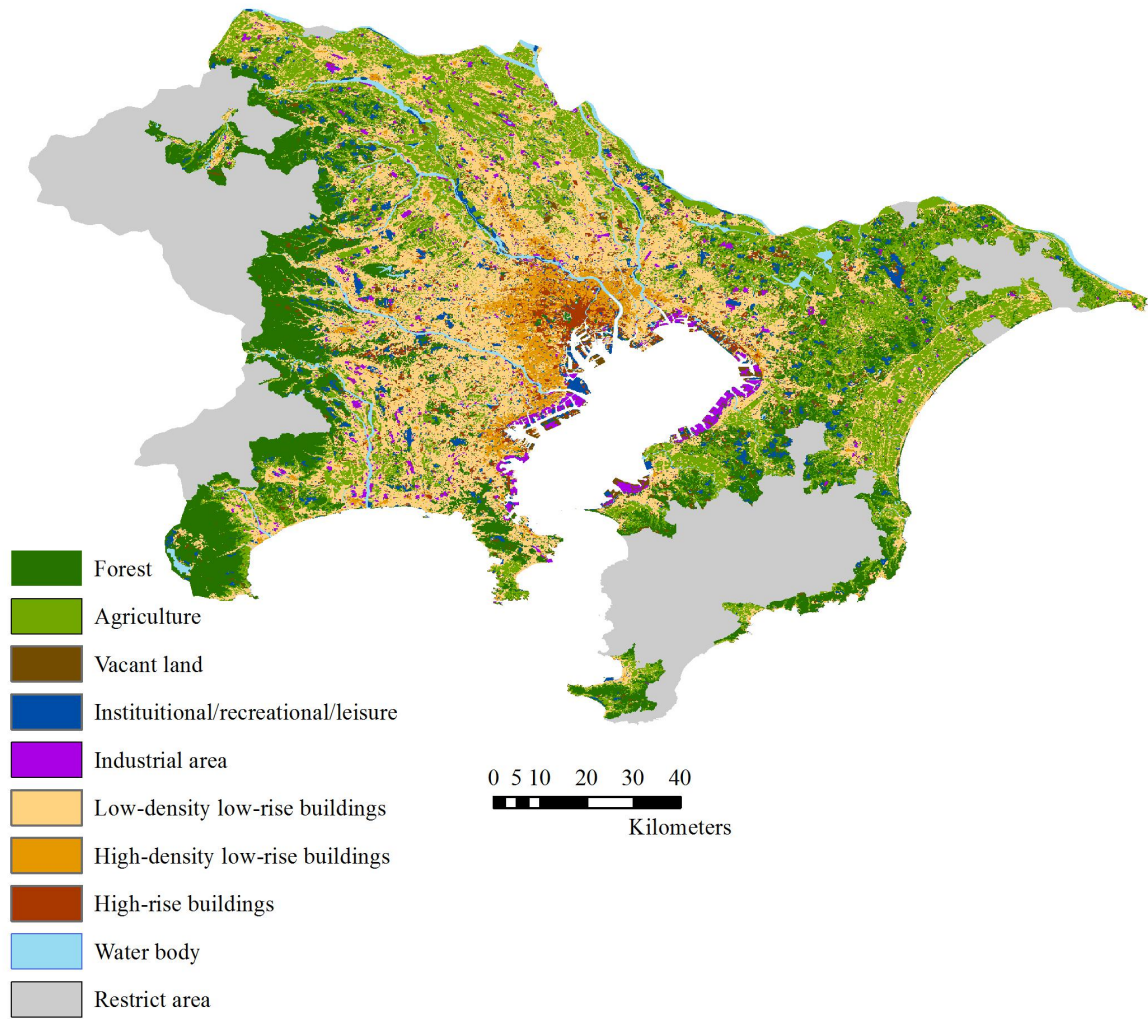 Forest
Agriculture
Vacant land
Instituitional/recreational/leisure
Industrial area
0 5 10 20 30 40
Low-density low-rise buildings
Kilometers
High-density low-rise buildings
High-rise buildings
Water body
Restrict area